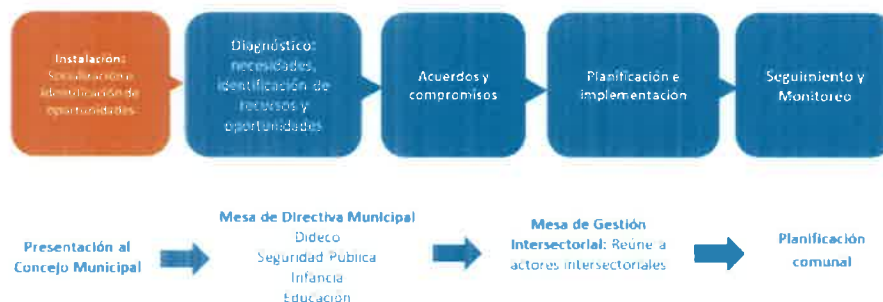 Instalación:
Socialización e
identificación de
oportunidades
Diagnóstico:
necesidades,
identificación de
recursos y
oportunidades
Acuerdos y
compromisos
Planificación e
implementación
Seguimiento y
Monitoreo
Presentación al
Concejo Municipal
Mesa de Directiva Municipal
Dideco
Seguridad Pública
Infancia
Educación
Mesa de Gestión
Intersectorial: Reúne a
actores intersectoriales
Planificación
comunal